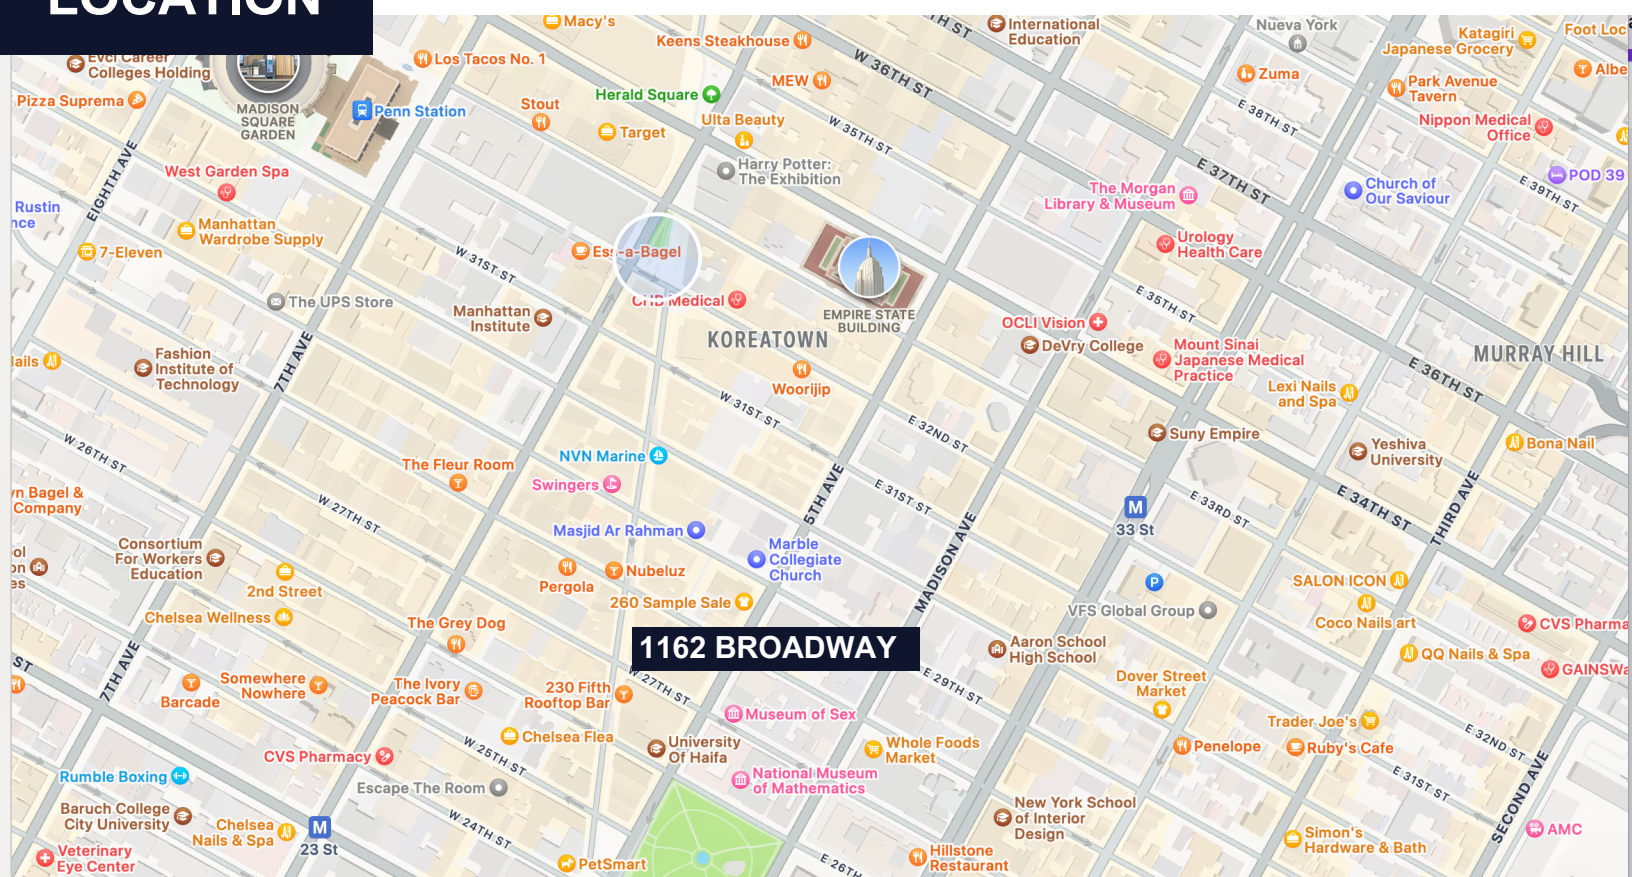 LOCATION
Macy's
International
Education
Nueva York
Katagiri
Japanese Grocery
Foot Loc
Keens Steakhouse
TH ST
Evci Career
Colleges Holding
Los Tacos No. 1
W 36TH ST
MEW
Zuma
Park Avenue
Tavern
Albe
Pizza Suprema
MADISON
SQUARE
GARDEN
Penn Station
Stout
Herald Square
Ulta Beauty
Target
W 35TH ST
E 38TH ST
Nippon Medical
Office
West Garden Spa
EIGHTH AVE
Harry Potter:
The Exhibition
The Morgan
Library & Museum
E 37TH ST
Church of
Our Saviour
POD 39
E 39TH ST
Rustin
nce
Manhattan
Wardrobe Supply
7-Eleven
W 31ST ST
Ess-a-Bagel
Urology
Health Care
The UPS Store
CHB Medical
Manhattan
Institute
EMPIRE STATE
BUILDING
KOREATOWN
E 35TH ST
OCLI Vision
DeVry College
Mount Sinai
Japanese Medical
Practice
MURRAY HILL
E 36TH ST
7TH AVE
ails
Fashion
Institute of
Technology
Woorijip
Lexi Nails
and Spa
W 31ST ST
E 32ND ST
Suny Empire
Yeshiva
University
Bona Nail
W 26TH ST
The Fleur Room
NVN Marine
Swingers
5TH AVE
E 31ST ST
E 33RD ST
E 34TH ST
THIRD AVE
yn Bagel &
Company
W 27TH ST
Masjid Ar Rahman
M
33 St
MADISON AVE
ol
on
es
Consortium
For Workers
Education
2nd Street
Pergola
Nubeluz
Marble
Collegiate
Church
260 Sample Sale
P
SALON ICON
VFS Global Group
Coco Nails art
CVS Pharma
Chelsea Wellness
The Grey Dog
1162 BROADWAY
Aaron School
High School
QQ Nails & Spa
GAINSWa
ST
7TH AVE
Barcade
Somewhere
Nowhere
The Ivory
Peacock Bar
230 Fifth
Rooftop Bar
W 27TH ST
E 29TH ST
Dover Street
Market
Museum of Sex
Trader Joe's
E 32ND ST
Chelsea Flea
W 25TH ST
University
Of Haifa
Whole Foods
Market
Penelope
Ruby's Cafe
CVS Pharmacy
Rumble Boxing
Escape The Room
National Museum
of Mathematics
E 31ST ST
SECOND AVE
Baruch College
City University
Chelsea
Nails & Spa
M
23 St
W 24TH ST
New York School
of Interior
Design
Simon's
Hardware & Bath
AMC
Veterinary
Eye Center
PetSmart
E 26TH
Hillstone
Restaurant